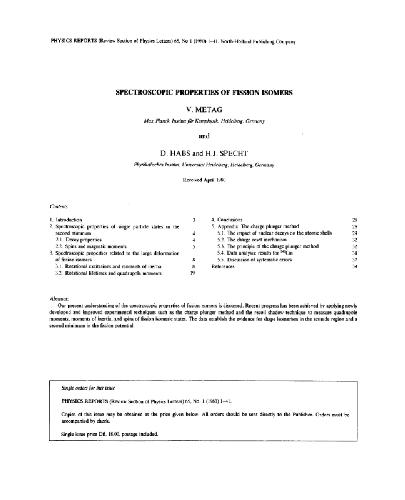 PHYSICS REPORTS (Review Section of Physics Letters) 65, No. 1 (1980) 1–41. North-Holland Publishing Company
SPECTROSCOPIC PROPERTIES OF FISSION ISOMERS
V. METAG
Max Planck Institut für Kernphysik, Heidelberg, Germany
and
D. HABS and H.J. SPECHT
Physikalisches Institut, Universität Heidelberg, Heidelberg, Germany
Received April
Contents
1. Introduction 3
2. Spectroscopic properties of single particle states in the
second minimum 4
2.1. Decay properties 4
2.2. Spins and magnetic moments 5
3. Spectroscopic properties related to the large deformation
of fission isomers 8
3.1. Rotational excitations and moments of inertia 8
3.2. Rotational lifetimes and quadrupole moments 19
4. Conclusions 28
5. Appendix: The charge plunger method 29
5.1. The impact of nuclear decays on the atomic shells 29
5.2. The charge reset mechanism 32
5.3. The principle of the charge plunger method 32
5.4. Data analysis: results for
5.5. Discussion of systematic errors 37
References 39
Abstract:
Our present understanding of the spectroscopic properties of fission isomers is discussed. Recent progress has been achieved by applying newly
developed and improved experimental techniques such as the charge plunger method and the recoil shadow technique to measure quadrupole
moments, moments of inertia, and spins of fission isomeric states. The data establish the evidence for shape isomerism in the actinide region and a
second minimum in the fission potential.
Single orders for this issue
PHYSICS REPORTS (Review Section of Physics Letters) 65, No. 1 (1980) 1–41.
Copies of this issue may be obtained at the price given below. All orders should be sent directly to the Publisher. Orders must be
accompanied by check.
Single issue price Dfl. 18.00, postage included.